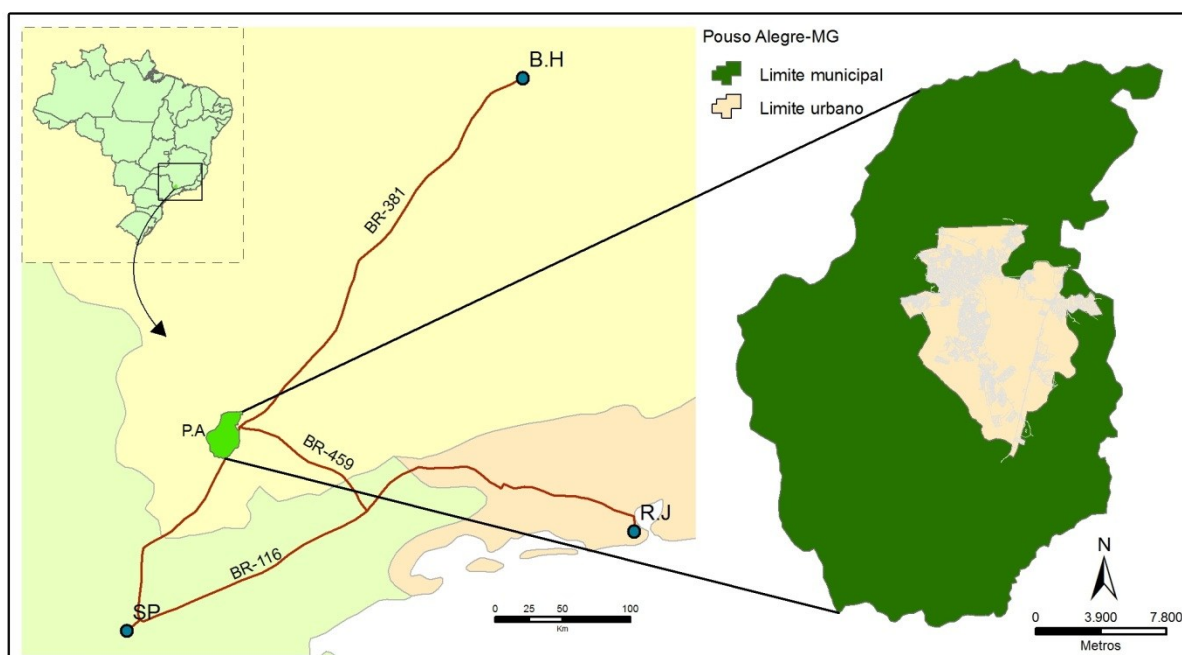 B.H
BR-381
P.A
BR-459
R.J
BR-116
SP
0 25 50 100
Km
Pouso Alegre-MG
Limite municipal
Limite urbano
N
0 3.900 7.800
Metros